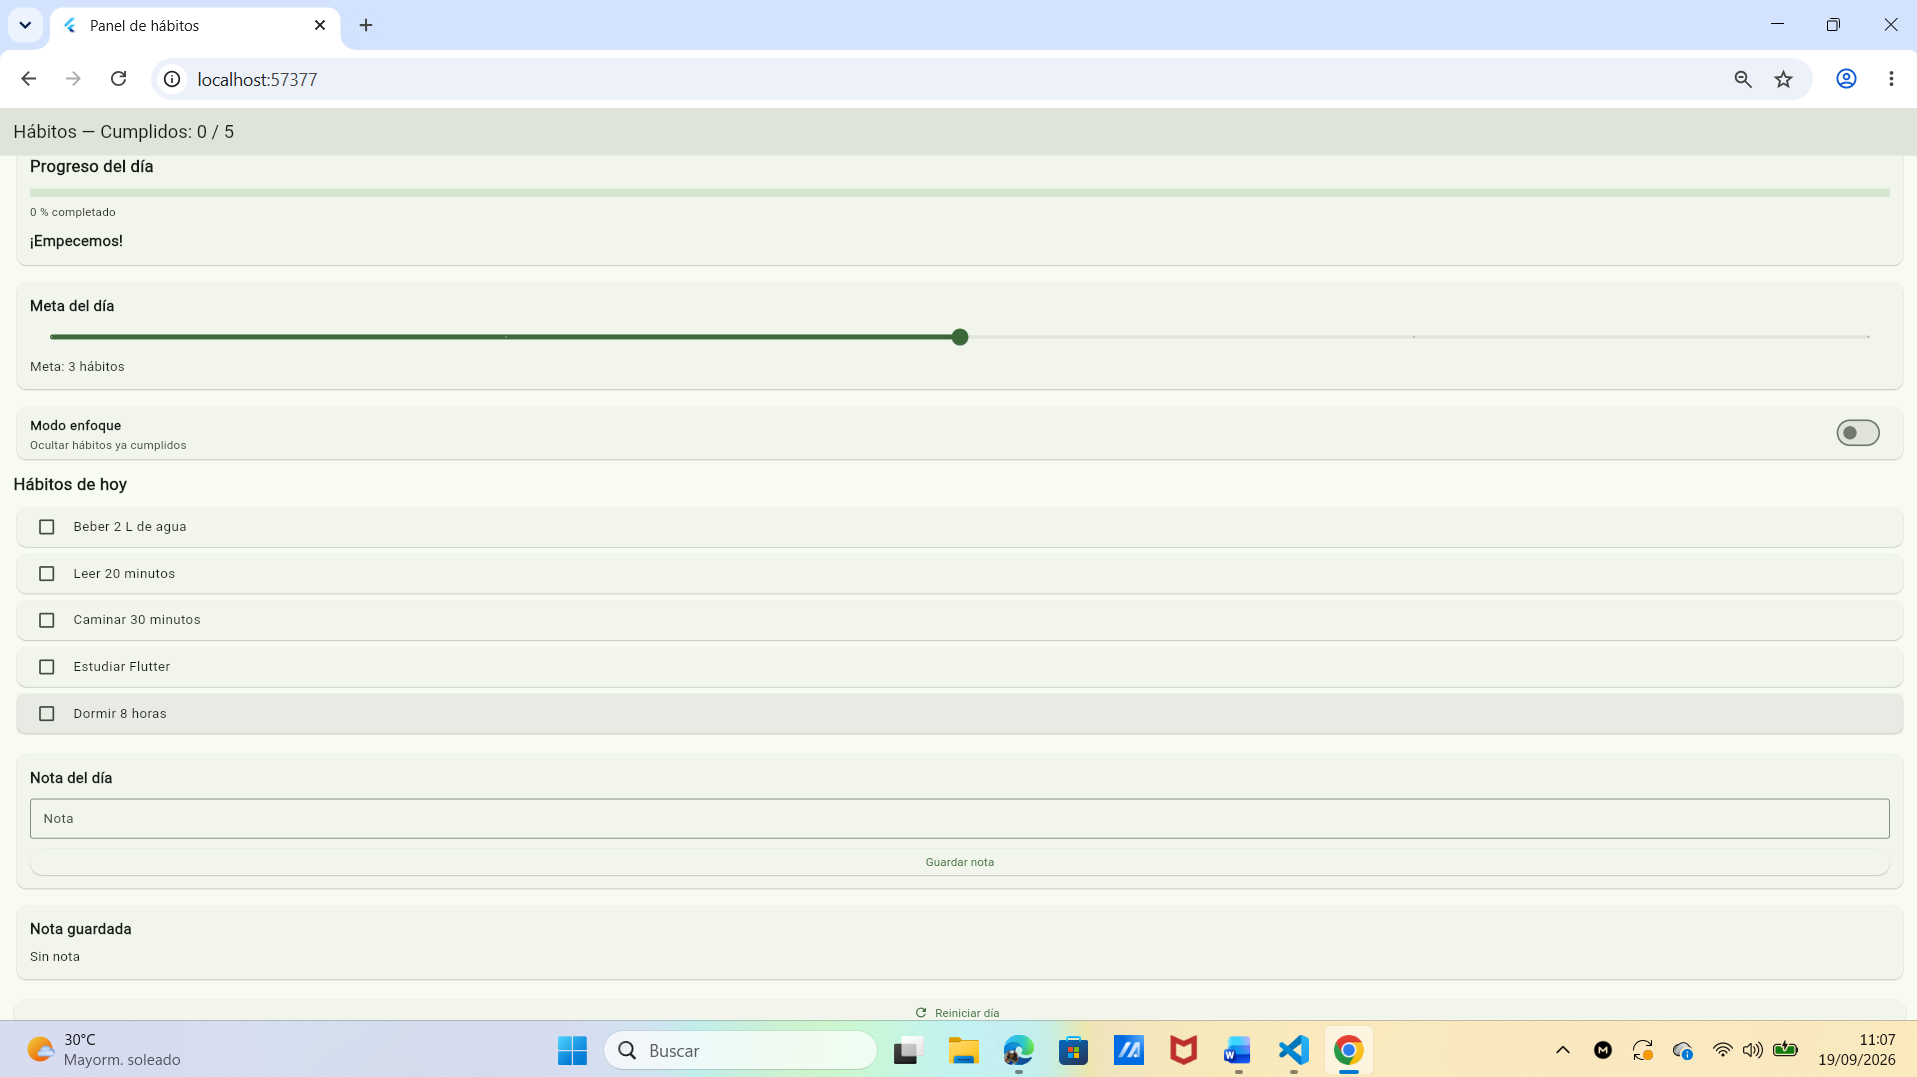 Panel de hábitos
localhost:57377
Hábitos — Cumplidos: 0 / 5
Progreso del día
0 % completado
¡Empecemos!
Meta del día
Meta: 3 hábitos
Modo enfoque
Ocultar hábitos ya cumplidos
Hábitos de hoy
Beber 2 L de agua
Leer 20 minutos
Caminar 30 minutos
Estudiar Flutter
Dormir 8 horas
Nota del día
Nota
Guardar nota
Nota guardada
Sin nota
Reiniciar día
30°C
Mayorm. soleado
Buscar
11:07
19/09/2026